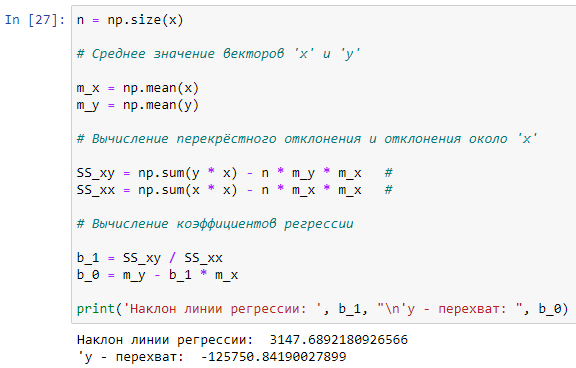 In [27]: n = np.size(x)
# Среднее значение векторов 'x' и 'y'
m_x = np.mean(x)
m_y = np.mean(y)
# Вычисление перекрёстного отклонения и отклонения около 'x'
SS_xy = np.sum(y * x) - n * m_y * m_x   #
SS_xx = np.sum(x * x) - n * m_x * m_x   #
# Вычисление коэффициентов регрессии
b_1 = SS_xy / SS_xx
b_0 = m_y - b_1 * m_x
print('Наклон линии регрессии: ', b_1, "\n'y - перехват: ", b_0)
Наклон линии регрессии:  3147.6892180926566
'y - перехват:  -125750.84190027899